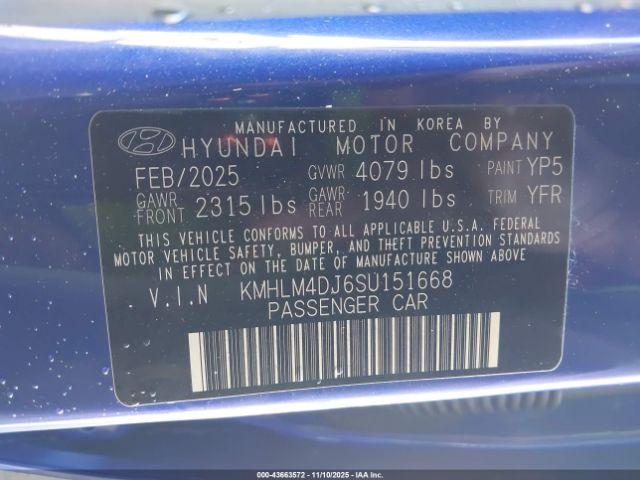 MANUFACTURED IN KOREA BY
HYUNDAI MOTOR COMPANY
FEB/2025 GVWR 4079 lbs PAINT YP5
GAWR FRONT 2315 lbs GAWR REAR 1940 lbs TRIM YFR
THIS VEHICLE CONFORMS TO ALL APPLICABLE U.S.A. FEDERAL
MOTOR VEHICLE SAFETY, BUMPER, AND THEFT PREVENTION STANDARDS
IN EFFECT ON THE DATE OF MANUFACTURE SHOWN ABOVE.
V.I.N KMHLM4DJ6SU151668
PASSENGER CAR
000-43663572 - 11/10/2025 - IAAI.COM